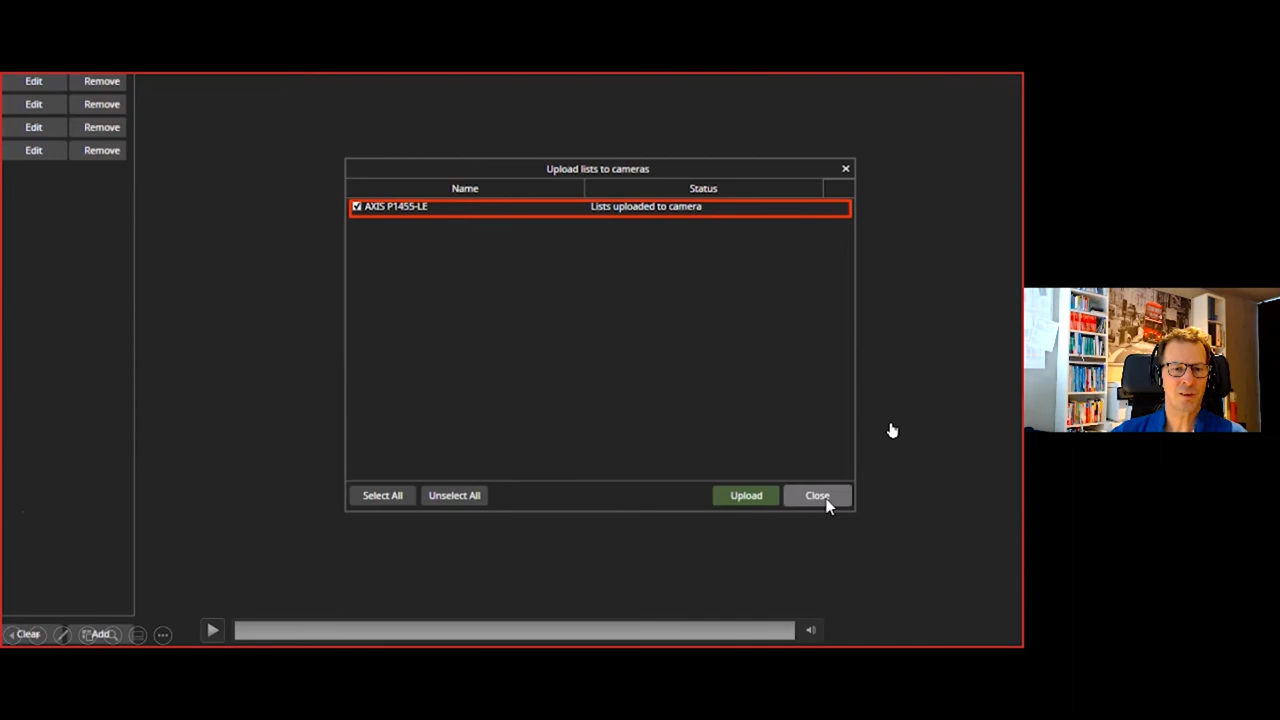 Edit Remove
Edit Remove
Edit Remove
Edit Remove
Upload lists to cameras
Name Status
AXIS P1455-LE Lists uploaded to camera
Select All Unselect All Upload Close
Clear Add